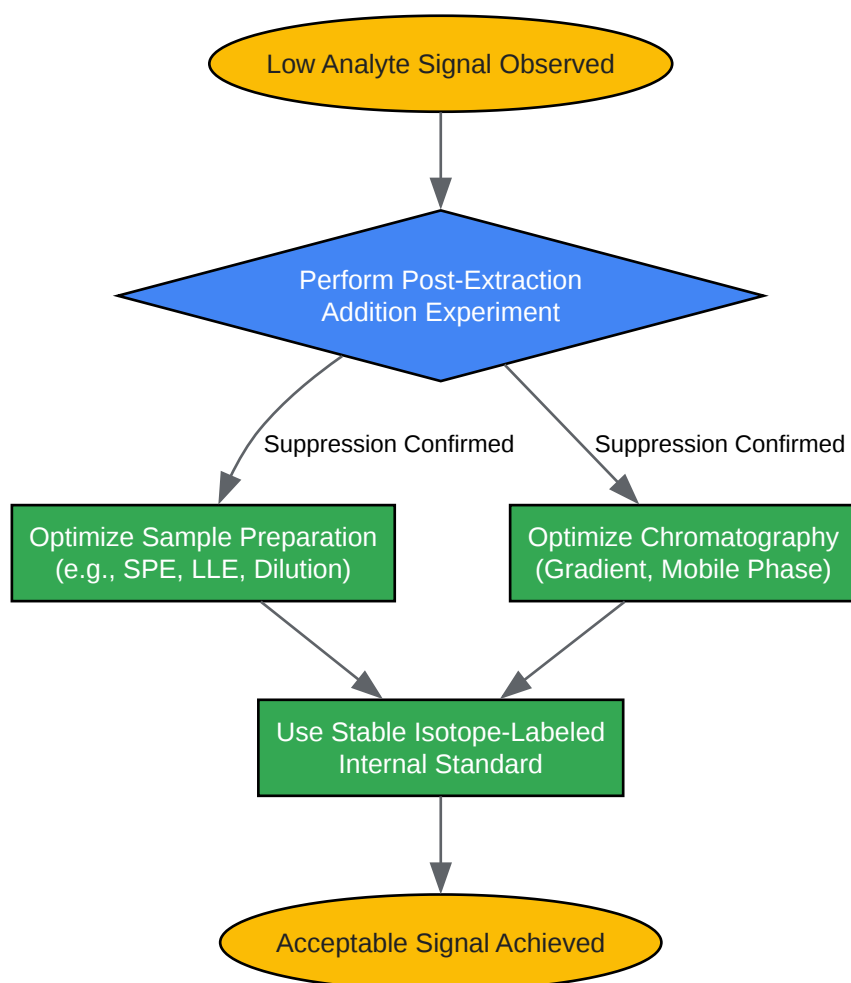 Low Analyte Signal Observed
Perform Post-Extraction
Addition Experiment
Suppression Confirmed
Suppression Confirmed
Optimize Sample Preparation
(e.g., SPE, LLE, Dilution)
Optimize Chromatography
(Gradient, Mobile Phase)
Use Stable Isotope-Labeled
Internal Standard
Acceptable Signal Achieved